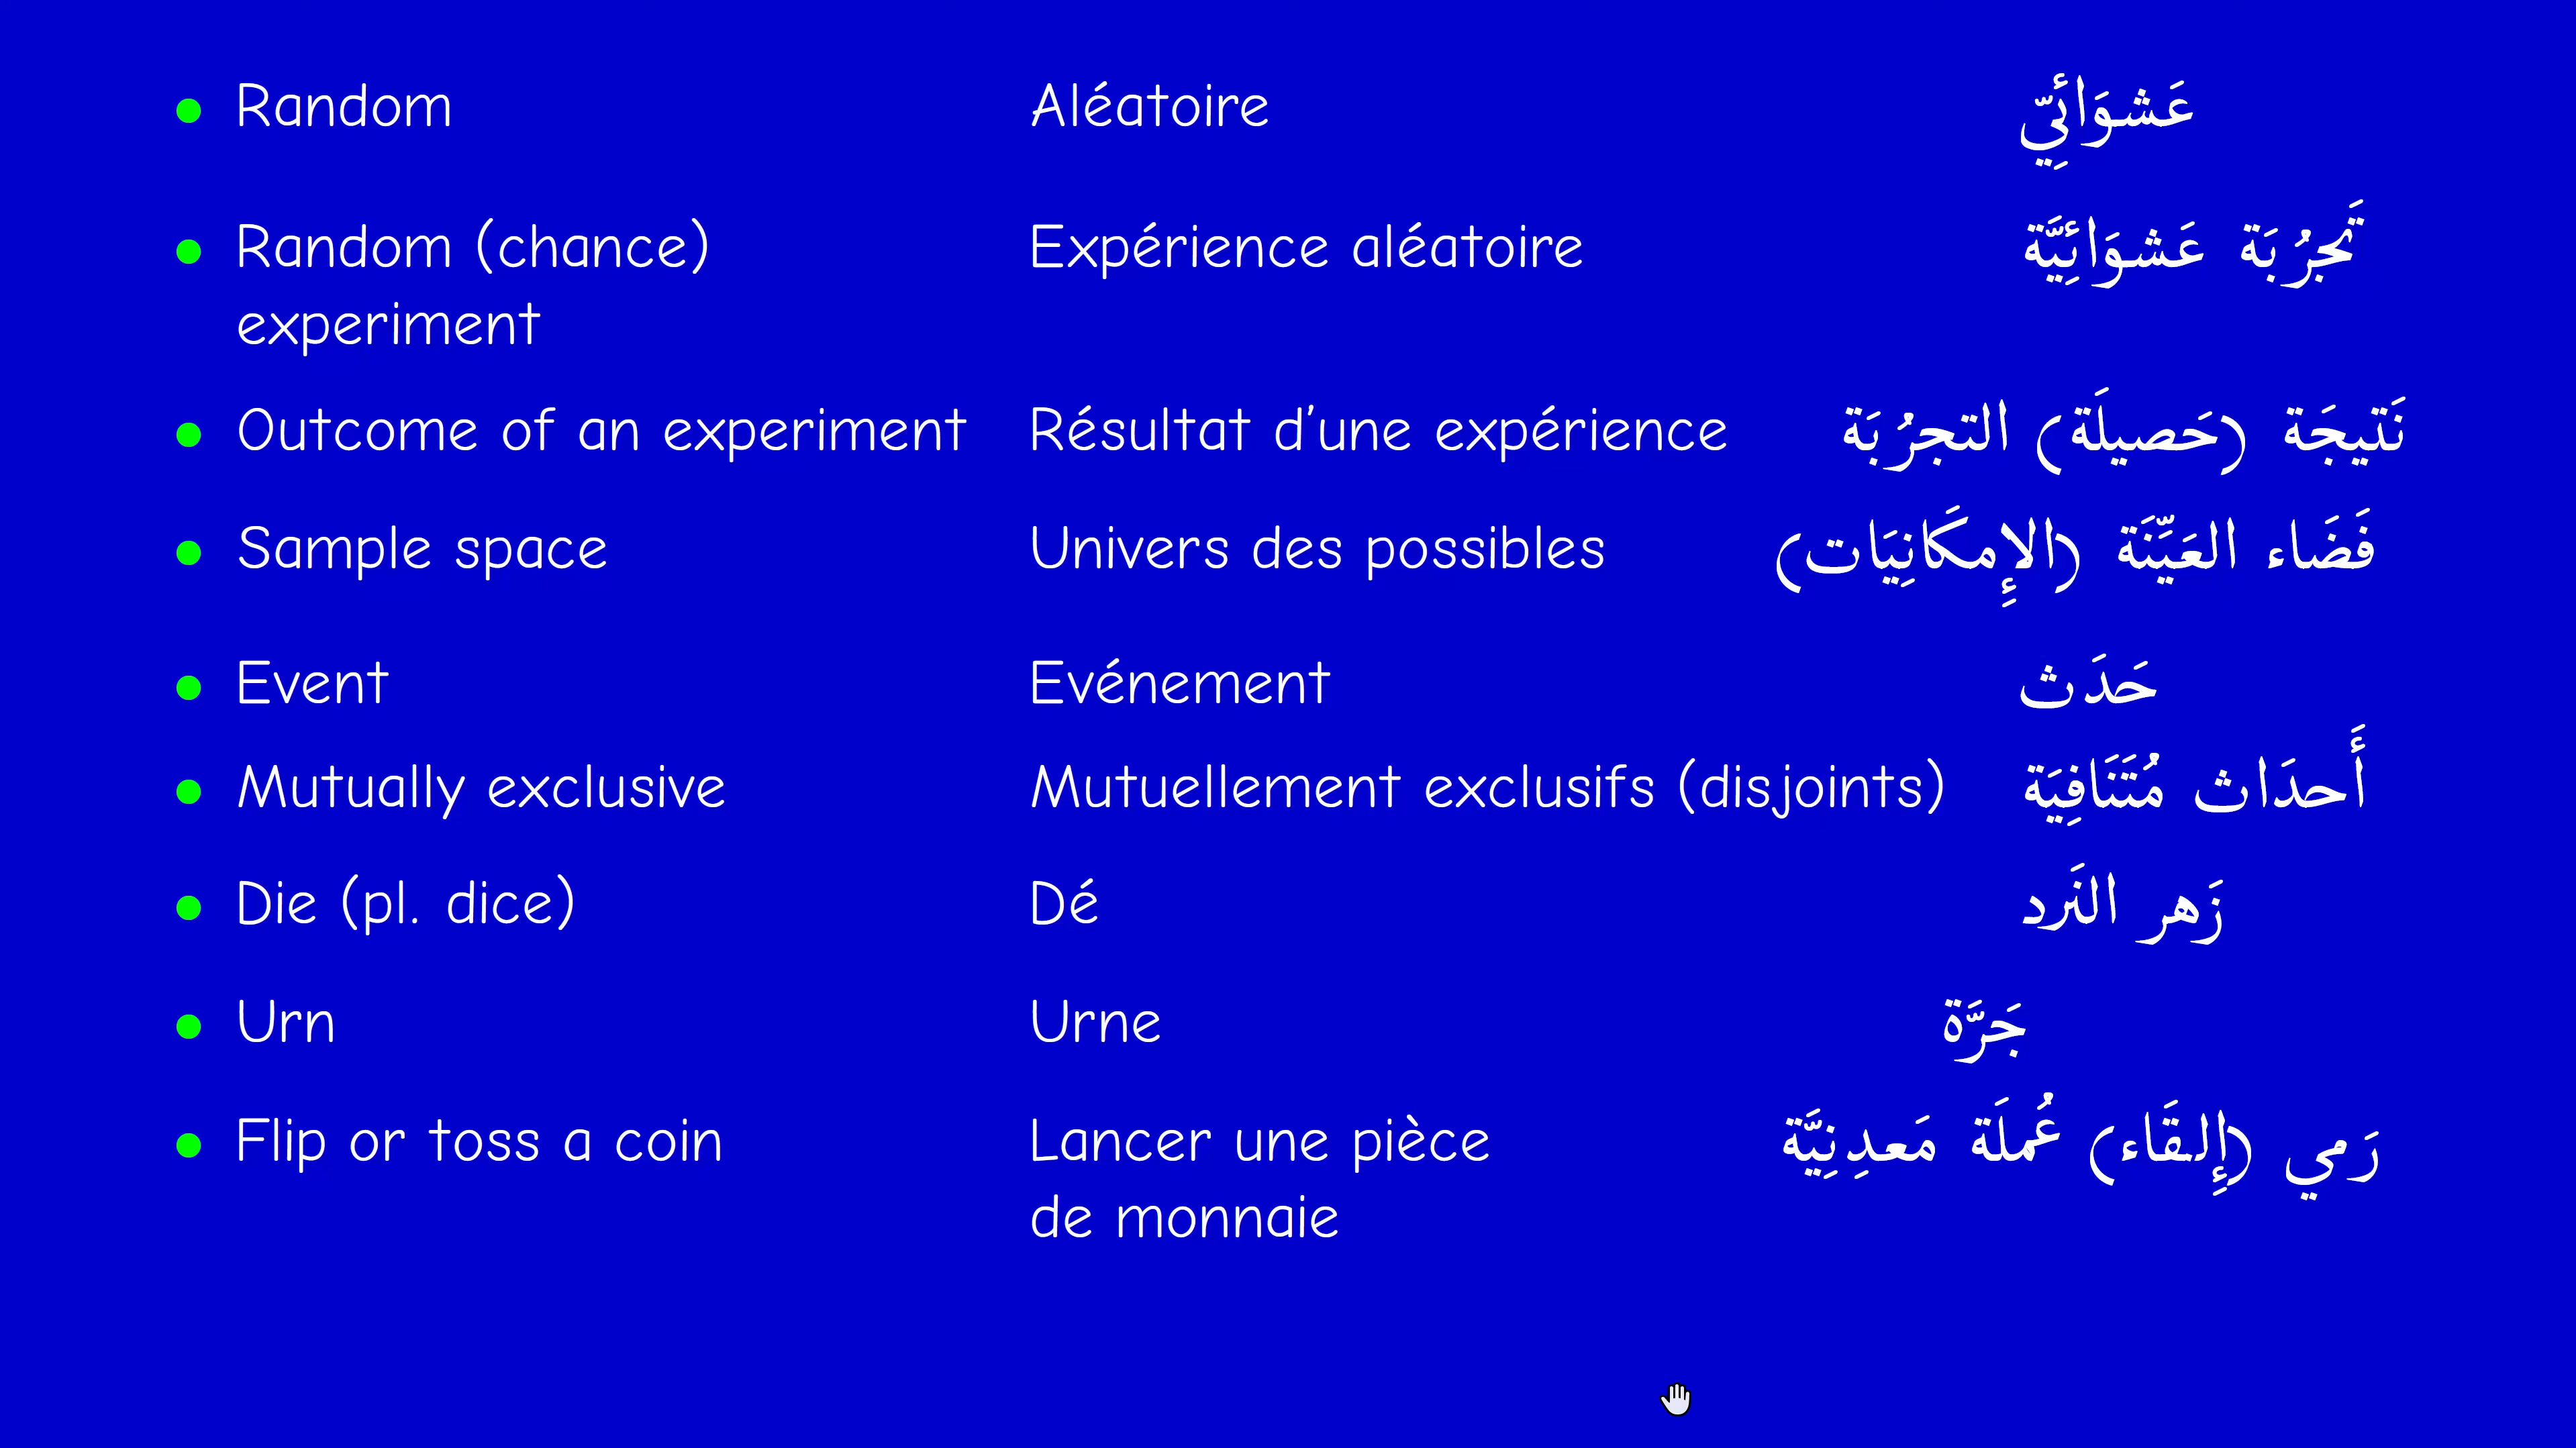 Random Aléatoire عَشوَائِيّ
Random (chance) Expérience aléatoire تَجرُبَة عَشوَائِيَّة
experiment
Outcome of an experiment Résultat d'une expérience نَتيجَة (حَصيلَة) التجرُبَة
Sample space Univers des possibles فَضَاء العَيِّنَة (الإِمكَانِيَات)
Event Evénement حَدَث
Mutually exclusive Mutuellement exclusifs (disjoints) أَحدَاث مُتَنَافِيَة
Die (pl. dice) Dé زَهر النَرد
Urn Urne جَرَّة
Flip or toss a coin Lancer une pièce رَمي (إِلقَاء) عُملَة مَعدِنِيَّة
de monnaie